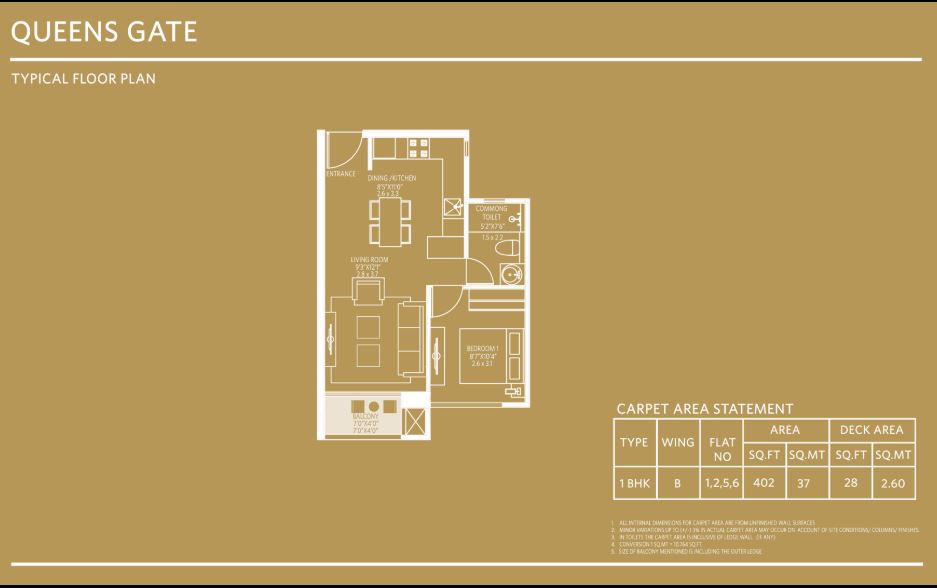 QUEENS GATE
TYPICAL FLOOR PLAN
ENTRANCE
DINING /KITCHEN
8'5"X11'0"
2.6 x 3.3
COMMONG
TOILET
5'2"X7'6"
1.5 x 2.2
LIVING ROOM
9'3"X12'1"
2.8 x 3.7
BEDROOM 1
8'7"X10'4"
2.6 x 3.1
BALCONY
7'0"X4'0"
7'0"X4'0"
CARPET AREA STATEMENT
TYPE WING FLAT NO AREA DECK AREA
SQ.FT SQ.MT SQ.FT SQ.MT
1 BHK B 1,2,5,6 402 37 28 2.60
1. ALL INTERNAL DIMENSIONS FOR CARPET AREA ARE FROM UNFINISHED WALL SURFACES
2. MINOR VARIATIONS UP TO (+/-) 3% IN ACTUAL CARPET AREA MAY OCCUR ON ACCOUNT OF SITE CONDITIONS/ COLUMNS/ FINISHES.
3. IN TOILETS THE CARPET AREA IS INCLUSIVE OF LEDGE WALL (IF ANY)
4. CONVERSION 1 SQ.MT = 10.764 SQ.FT.
5. SIZE OF BALCONY MENTIONED IS INCLUDING THE OUTER LEDGE